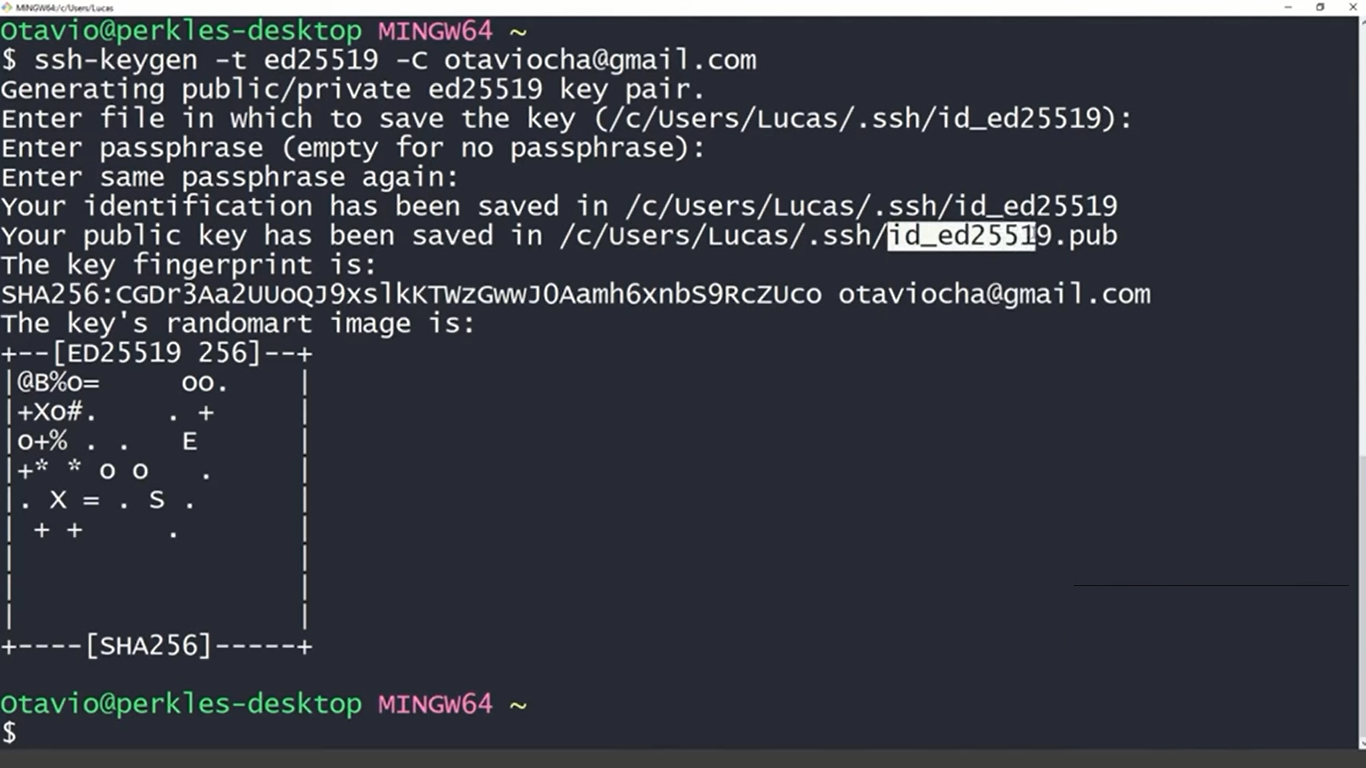 MINGW64:/c/Users/Lucas
Otavio@perkles-desktop MINGW64 ~
$ ssh-keygen -t ed25519 -C otaviocha@gmail.com
Generating public/private ed25519 key pair.
Enter file in which to save the key (/c/Users/Lucas/.ssh/id_ed25519):
Enter passphrase (empty for no passphrase):
Enter same passphrase again:
Your identification has been saved in /c/Users/Lucas/.ssh/id_ed25519
Your public key has been saved in /c/Users/Lucas/.ssh/id_ed25519.pub
The key fingerprint is:
SHA256:CGDr3Aa2UUoQJ9xslkKTWzGwwJ0Aamh6xnbS9RcZUco otaviocha@gmail.com
The key's randomart image is:
+--[ED25519 256]--+
|@B%o=     oo.    |
|+Xo#.    . +     |
|o+% . .   E      |
|+* * o o   .     |
|. X = . S .      |
| + +     .       |
|                 |
|                 |
|                 |
+----[SHA256]-----+
Otavio@perkles-desktop MINGW64 ~
$